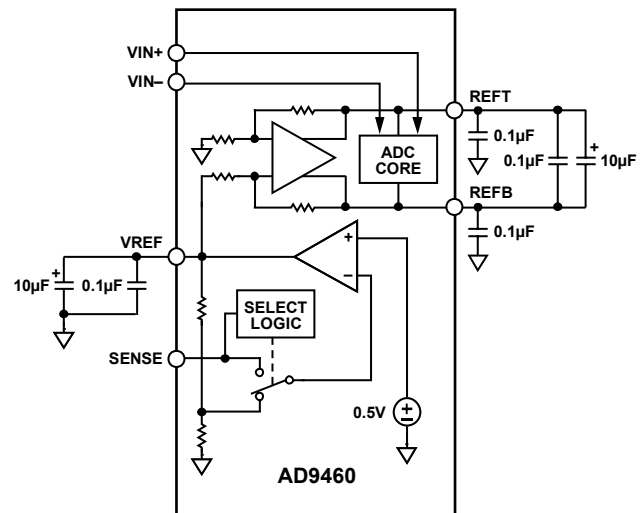 VIN+
VIN–
REFT
0.1µF
ADC
CORE
0.1µF
10µF
+
REFB
0.1µF
VREF
+
–
10µF
+
0.1µF
SELECT
LOGIC
SENSE
0.5V
+
–
AD9460